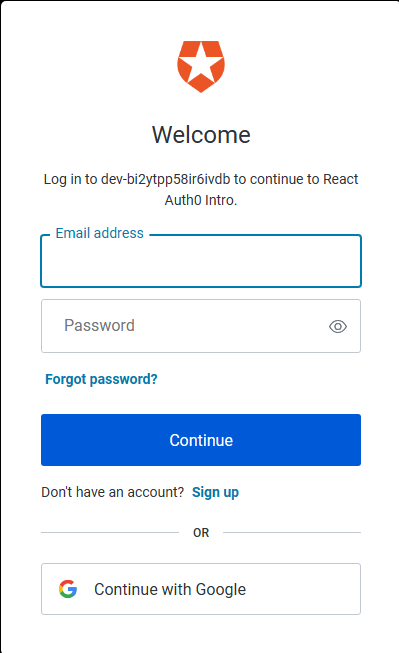 Welcome
Log in to dev-bi2ytpp58ir6ivdb to continue to React
Auth0 Intro.
Email address
Password
Forgot password?
Continue
Don't have an account? Sign up
OR
Continue with Google